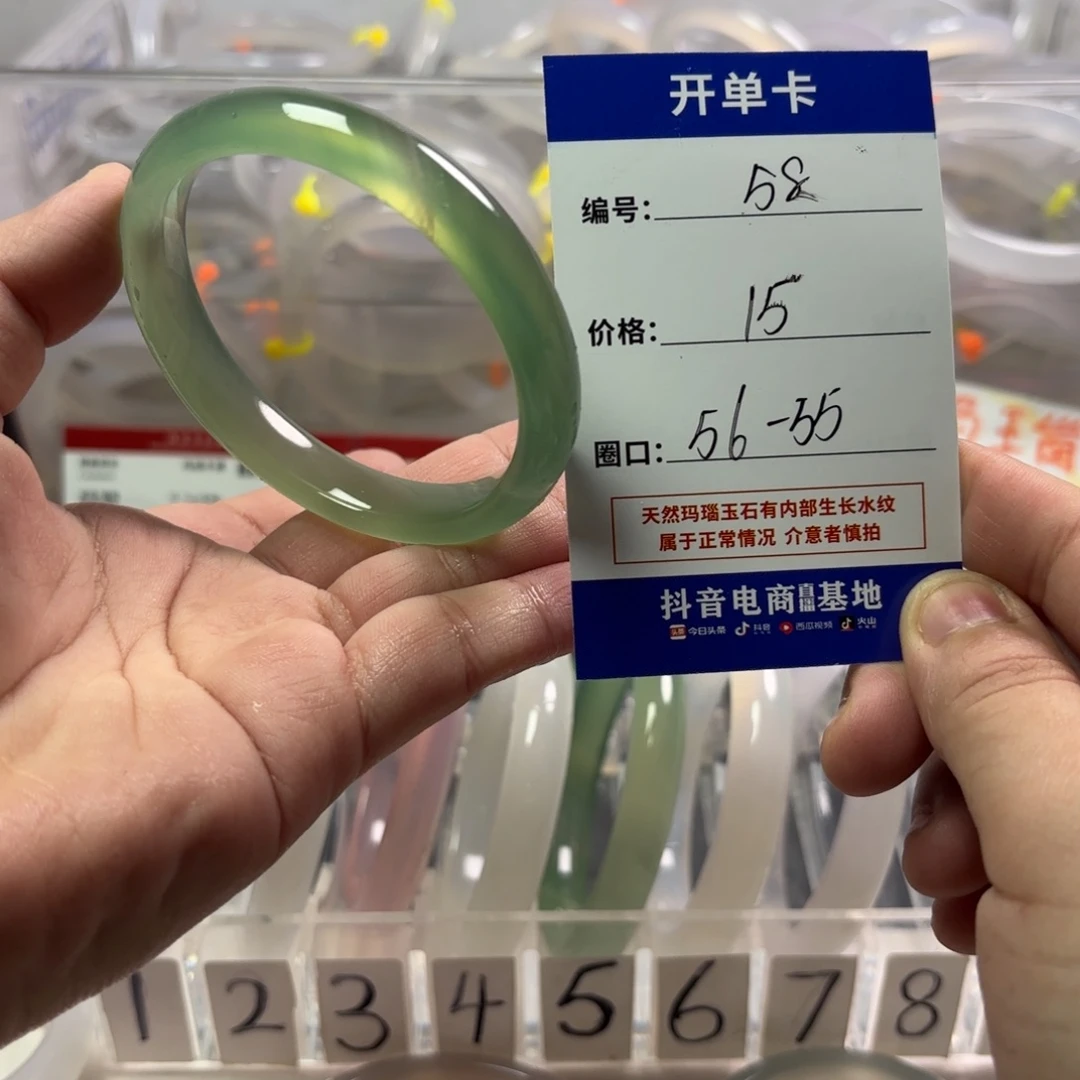 开单卡
编号: 58
价格: 15
圈口: 56-55
天然玛瑙玉石有内部生长水纹
属于正常情况 介意者慎拍
抖音电商直播基地
头条 今日头条 抖音 西瓜视频 火山
1 2 3 4 5 6 7 8